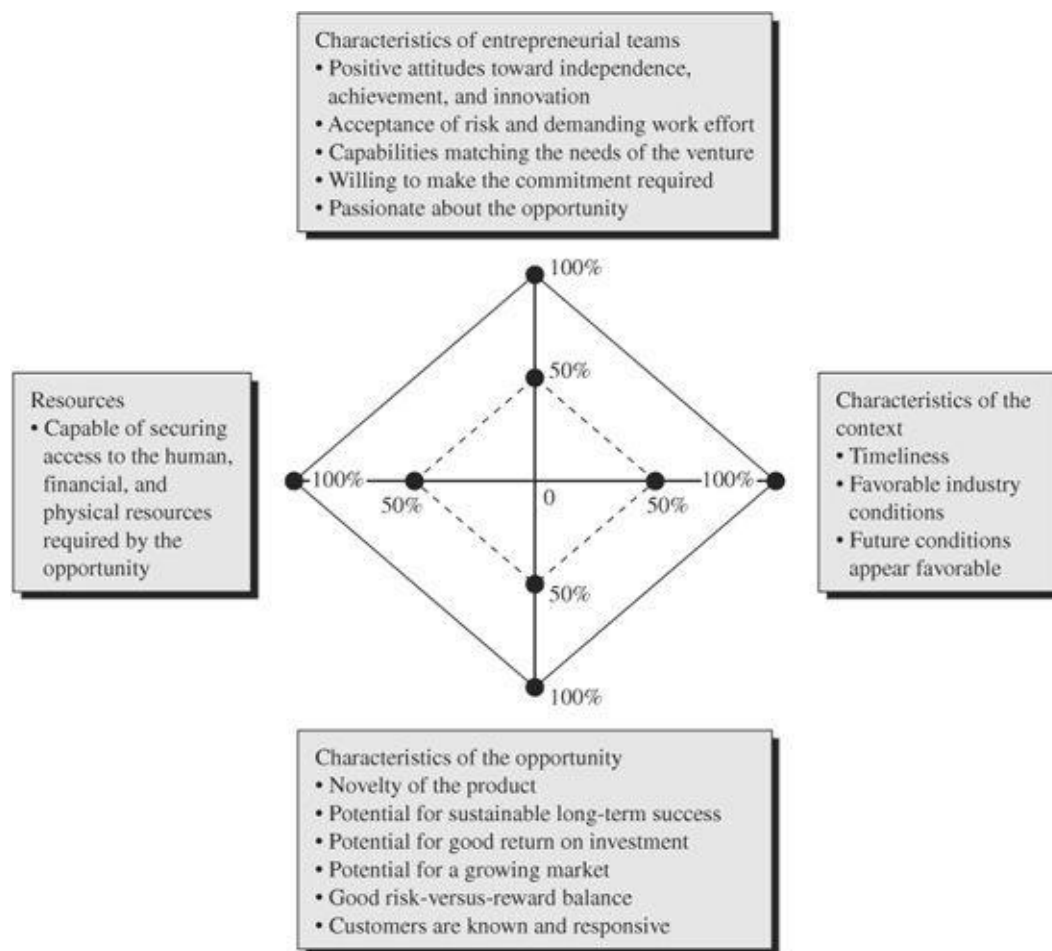 Characteristics of entrepreneurial teams
• Positive attitudes toward independence,
achievement, and innovation
• Acceptance of risk and demanding work effort
• Capabilities matching the needs of the venture
• Willing to make the commitment required
• Passionate about the opportunity
100%
50%
Resources
• Capable of securing
access to the human,
financial, and
physical resources
required by the
opportunity
100%
50%
0
50%
100%
Characteristics of the
context
• Timeliness
• Favorable industry
conditions
• Future conditions
appear favorable
50%
100%
Characteristics of the opportunity
• Novelty of the product
• Potential for sustainable long-term success
• Potential for good return on investment
• Potential for a growing market
• Good risk-versus-reward balance
• Customers are known and responsive